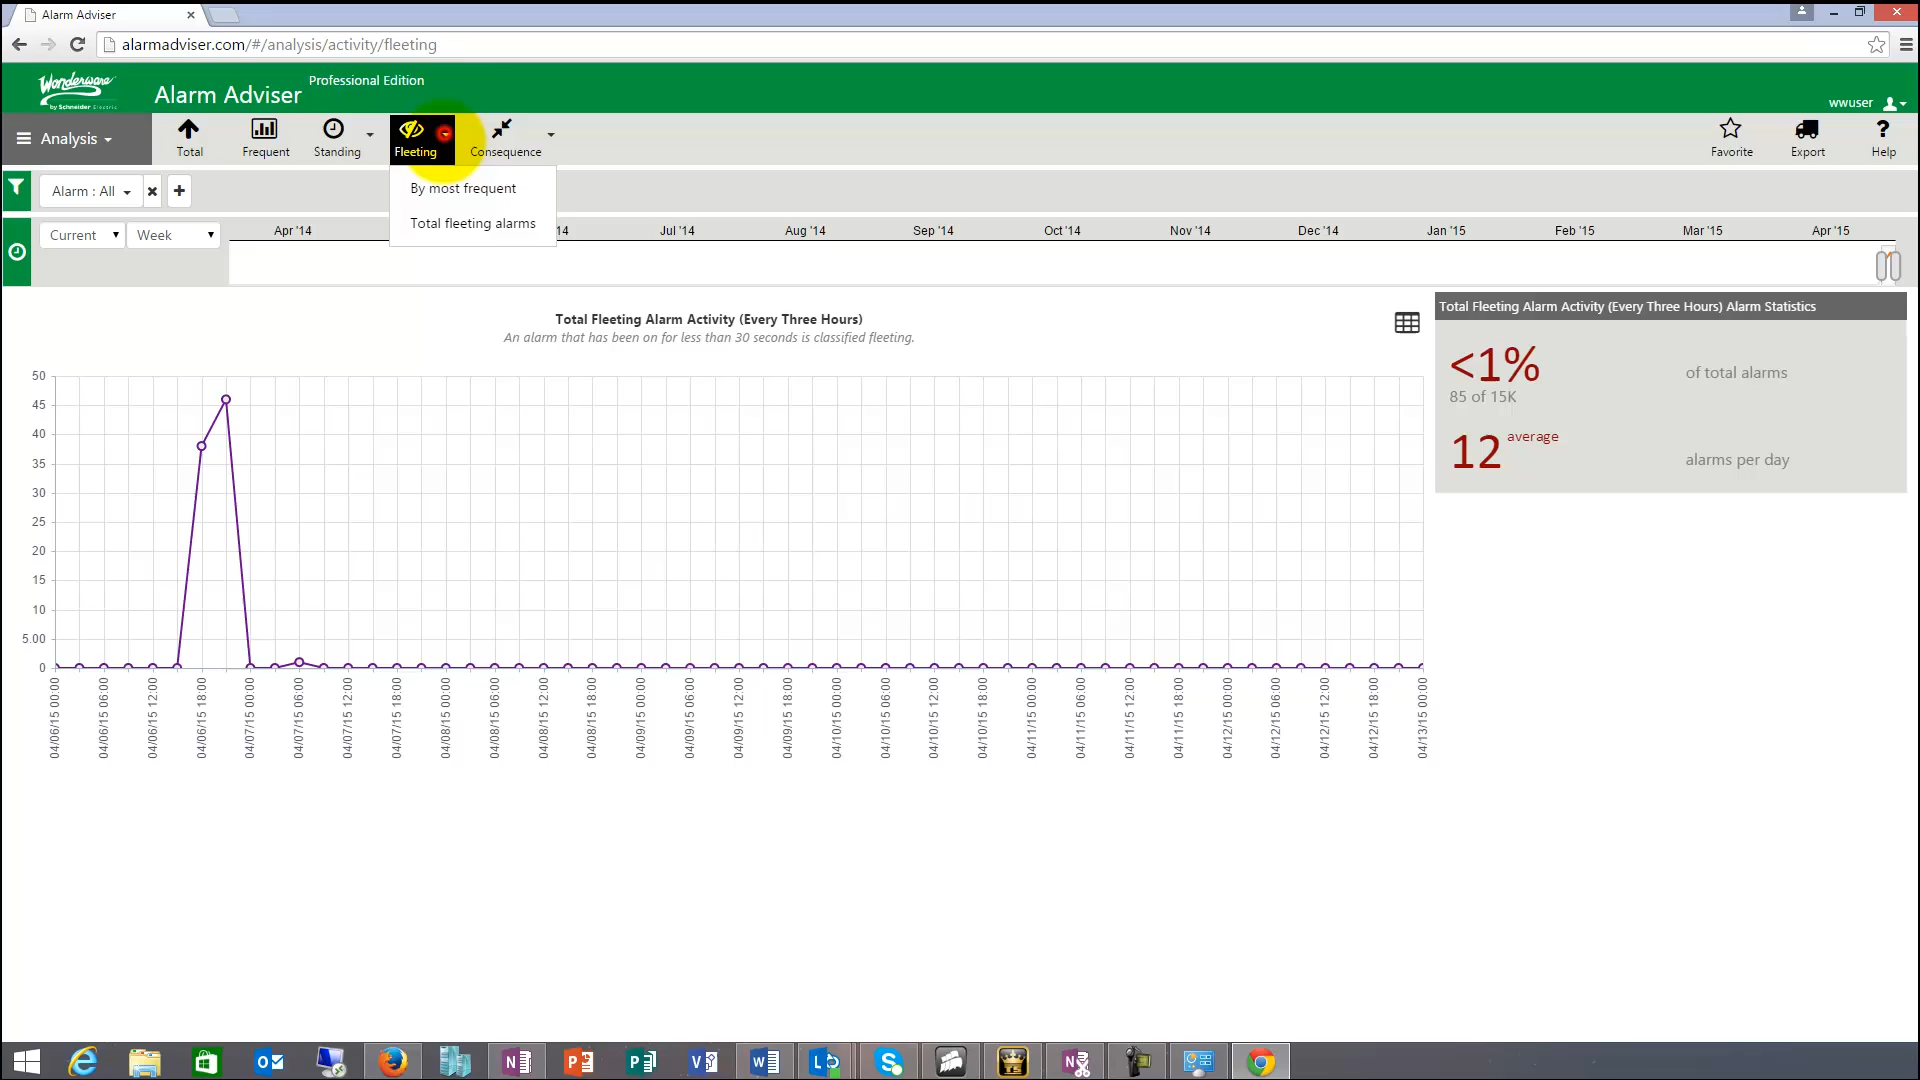 Alarm Adviser
alarmadviser.com/#/analysis/activity/fleeting
Wonderware
by Schneider Electric
Alarm Adviser
Professional Edition
wwuser
Analysis
Total
Frequent
Standing
Fleeting
Consequence
Favorite
Export
Help
By most frequent
Total fleeting alarms
Alarm : All
Current
Week
Apr '14
14
Jul '14
Aug '14
Sep '14
Oct '14
Nov '14
Dec '14
Jan '15
Feb '15
Mar '15
Apr '15
Total Fleeting Alarm Activity (Every Three Hours)
An alarm that has been on for less than 30 seconds is classified fleeting.
Total Fleeting Alarm Activity (Every Three Hours) Alarm Statistics
<1%
of total alarms
85 of 15K
12 average
alarms per day
50
45
40
35
30
25
20
15
10
5.00
0
04/06/15 00:00
04/06/15 06:00
04/06/15 12:00
04/06/15 18:00
04/07/15 00:00
04/07/15 06:00
04/07/15 12:00
04/07/15 18:00
04/08/15 00:00
04/08/15 06:00
04/08/15 12:00
04/08/15 18:00
04/09/15 00:00
04/09/15 06:00
04/09/15 12:00
04/09/15 18:00
04/10/15 00:00
04/10/15 06:00
04/10/15 12:00
04/10/15 18:00
04/11/15 00:00
04/11/15 06:00
04/11/15 12:00
04/11/15 18:00
04/12/15 00:00
04/12/15 06:00
04/12/15 12:00
04/12/15 18:00
04/13/15 00:00